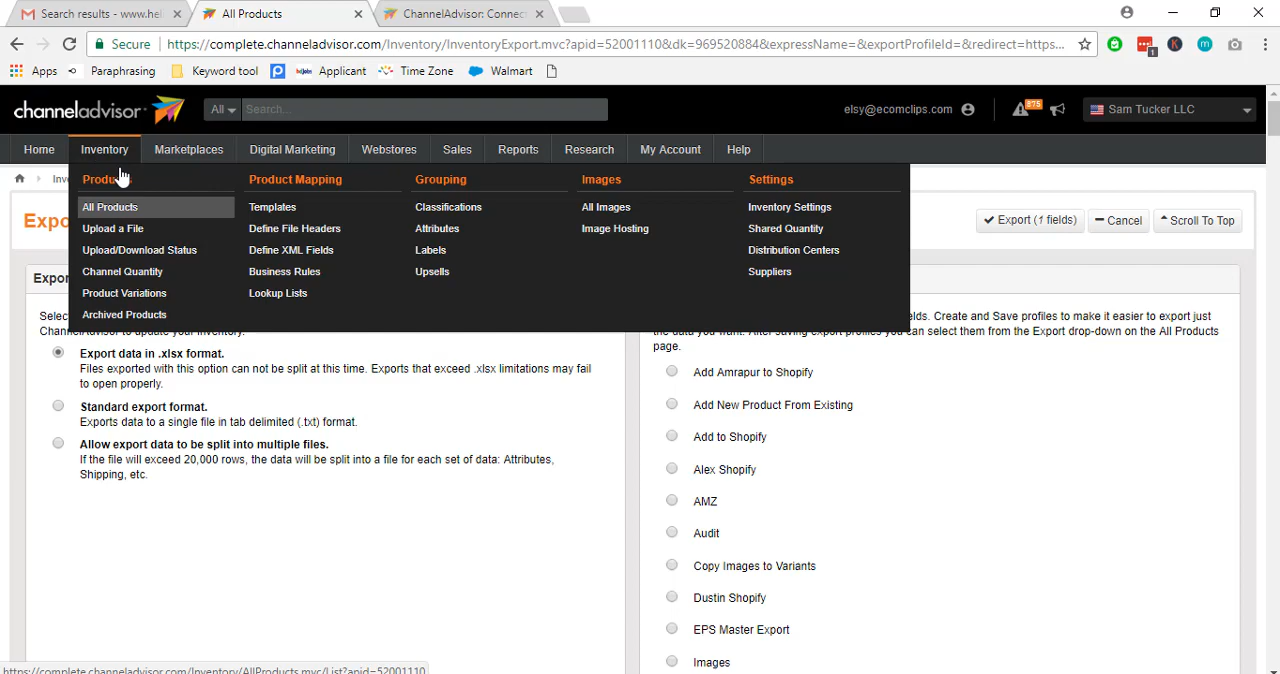 Search results - www.hel
All Products
ChannelAdvisor: Connec
Secure
https://complete.channeladvisor.com/Inventory/InventoryExport.mvc?apid=52001110&dk=969520884&expressName=&exportProfileId=&redirect=https...
1
Apps
Paraphrasing
Keyword tool
Applicant
Time Zone
Walmart
channeladvisor
All
Search...
elsy@ecomclips.com
875
Sam Tucker LLC
Home
Inventory
Marketplaces
Digital Marketing
Webstores
Sales
Reports
Research
My Account
Help
Product Mapping
Grouping
Images
Settings
All Products
Templates
Classifications
All Images
Inventory Settings
Upload a File
Define File Headers
Attributes
Image Hosting
Shared Quantity
Upload/Download Status
Define XML Fields
Labels
Distribution Centers
Channel Quantity
Business Rules
Upsells
Suppliers
Product Variations
Lookup Lists
Archived Products
Export (1 fields)
Cancel
Scroll To Top
Export data in .xlsx format.
Files exported with this option can not be split at this time. Exports that exceed .xlsx limitations may fail
to open properly.
Standard export format.
Exports data to a single file in tab delimited (.txt) format.
Allow export data to be split into multiple files.
If the file will exceed 20,000 rows, the data will be split into a file for each set of data: Attributes,
Shipping, etc.
elds. Create and Save profiles to make it easier to export just
the data you want. After saving export profiles you can select them from the Export drop-down on the All Products
page.
Add Amrapur to Shopify
Add New Product From Existing
Add to Shopify
Alex Shopify
AMZ
Audit
Copy Images to Variants
Dustin Shopify
EPS Master Export
Images
https://complete.channeladvisor.com/Inventory/AllProducts.mvc/List?apid=52001110